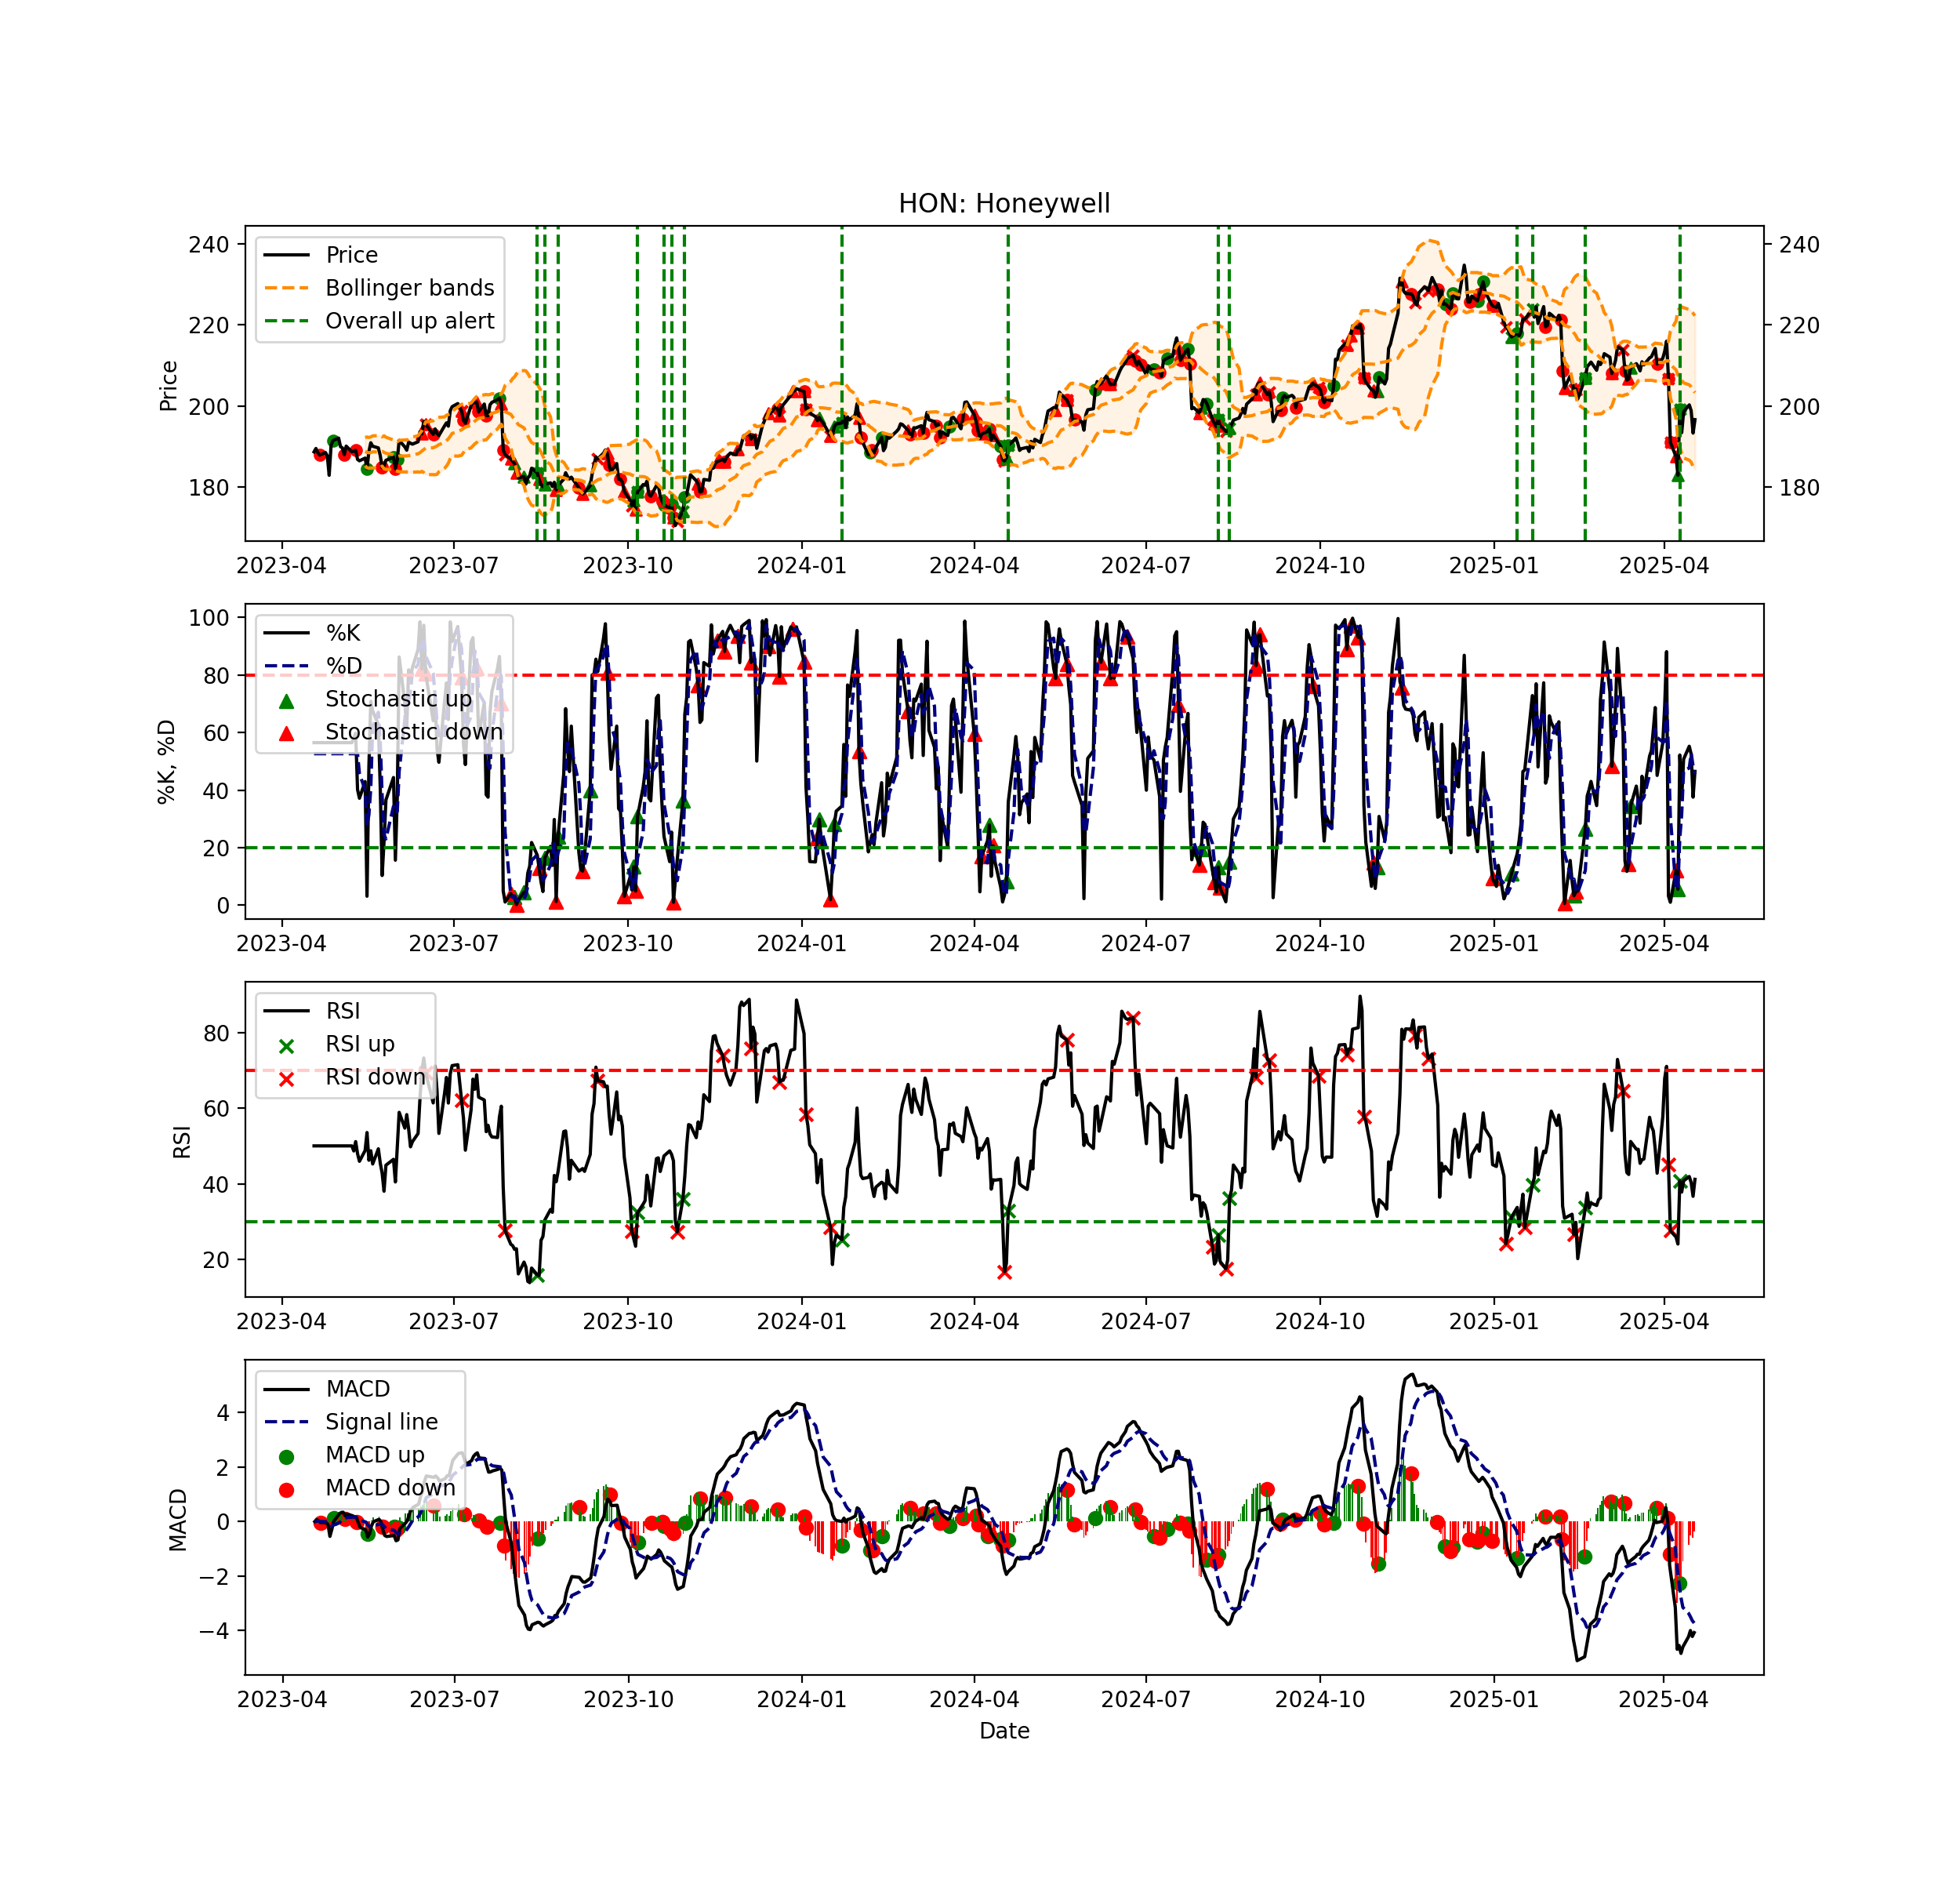 HON: Honeywell
Price
Bollinger bands
Overall up alert
240
220
200
180
240
220
200
180
Price
2023-04 2023-07 2023-10 2024-01 2024-04 2024-07 2024-10 2025-01 2025-04
%K
%D
Stochastic up
Stochastic down
100
80
60
40
20
0
%K, %D
2023-04 2023-07 2023-10 2024-01 2024-04 2024-07 2024-10 2025-01 2025-04
RSI
RSI up
RSI down
80
60
40
20
RSI
2023-04 2023-07 2023-10 2024-01 2024-04 2024-07 2024-10 2025-01 2025-04
MACD
Signal line
MACD up
MACD down
4
2
0
−2
−4
MACD
2023-04 2023-07 2023-10 2024-01 2024-04 2024-07 2024-10 2025-01 2025-04
Date